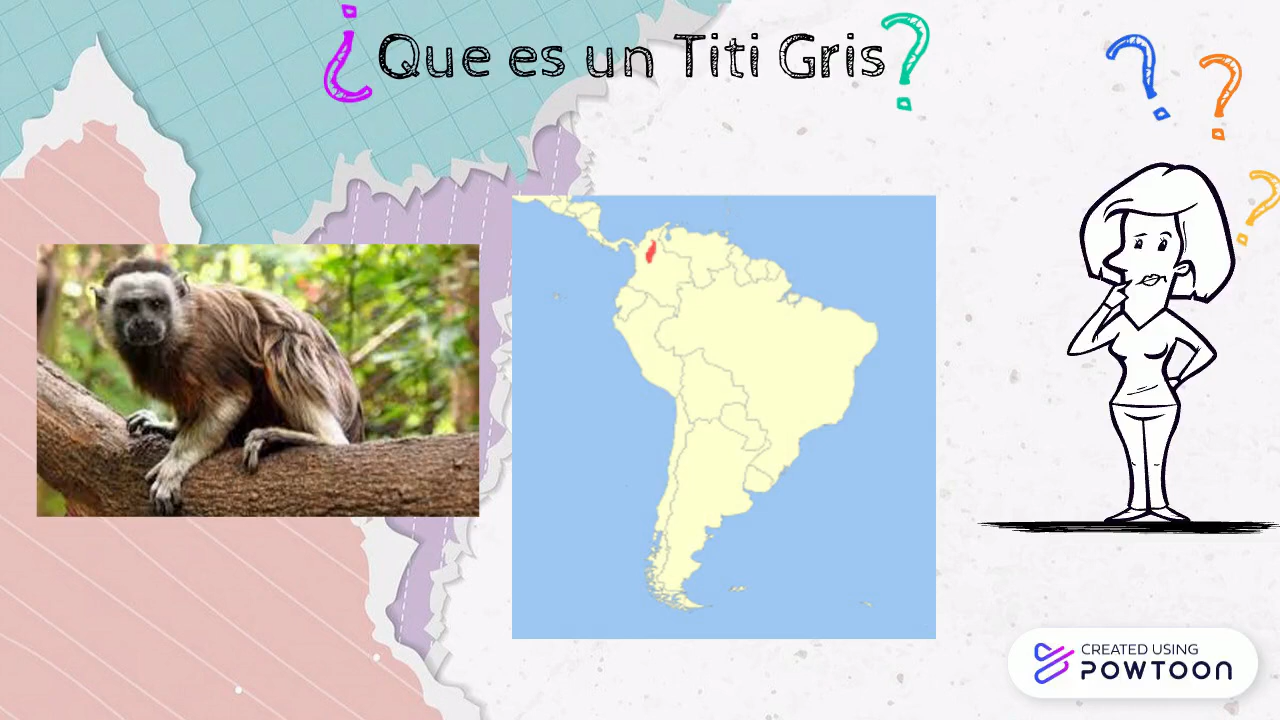 ¿Que es un Titi Gris?
? ?
?
CREATED USING
POWTOON